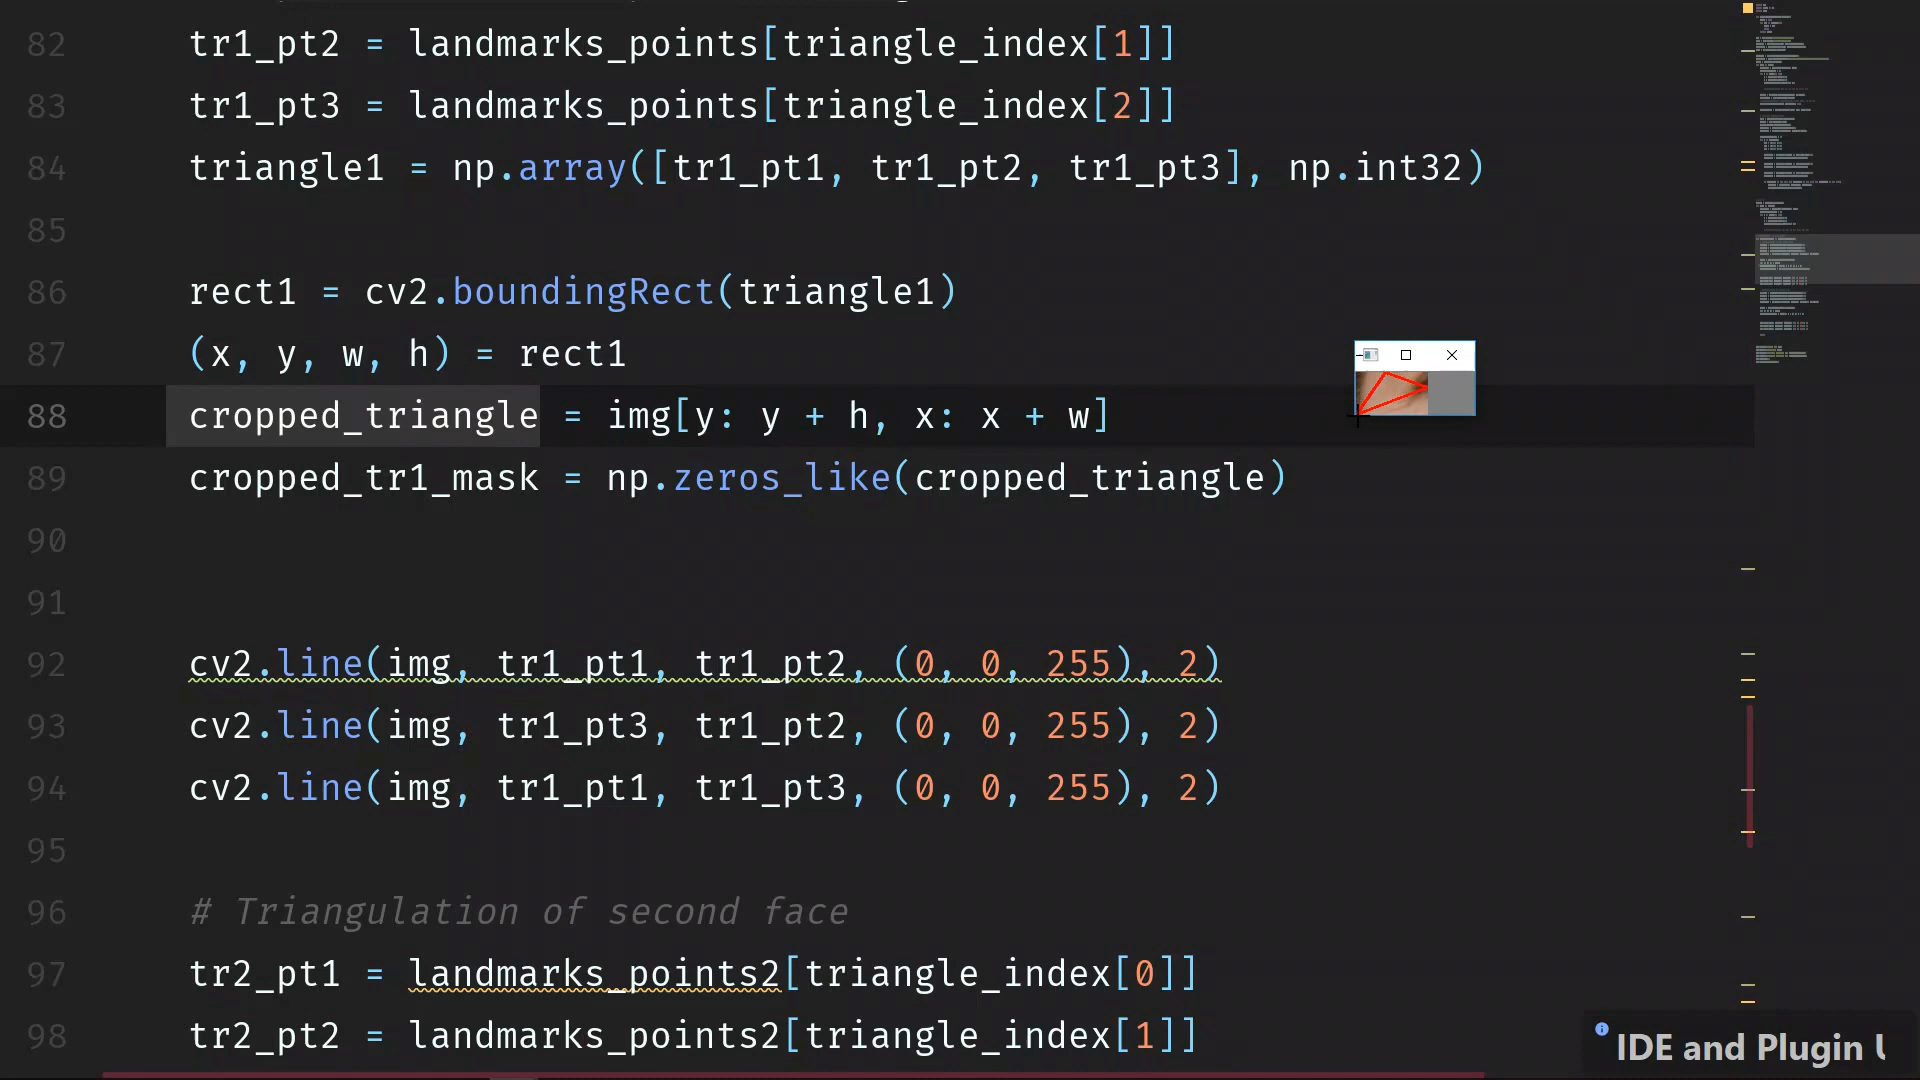 82 tr1_pt2 = landmarks_points[triangle_index[1]]
83 tr1_pt3 = landmarks_points[triangle_index[2]]
84 triangle1 = np.array([tr1_pt1, tr1_pt2, tr1_pt3], np.int32)
85
86 rect1 = cv2.boundingRect(triangle1)
87 (x, y, w, h) = rect1
88 cropped_triangle = img[y: y + h, x: x + w]
89 cropped_tr1_mask = np.zeros_like(cropped_triangle)
90
91
92 cv2.line(img, tr1_pt1, tr1_pt2, (0, 0, 255), 2)
93 cv2.line(img, tr1_pt3, tr1_pt2, (0, 0, 255), 2)
94 cv2.line(img, tr1_pt1, tr1_pt3, (0, 0, 255), 2)
95
96 # Triangulation of second face
97 tr2_pt1 = landmarks_points2[triangle_index[0]]
98 tr2_pt2 = landmarks_points2[triangle_index[1]]
IDE and Plugin